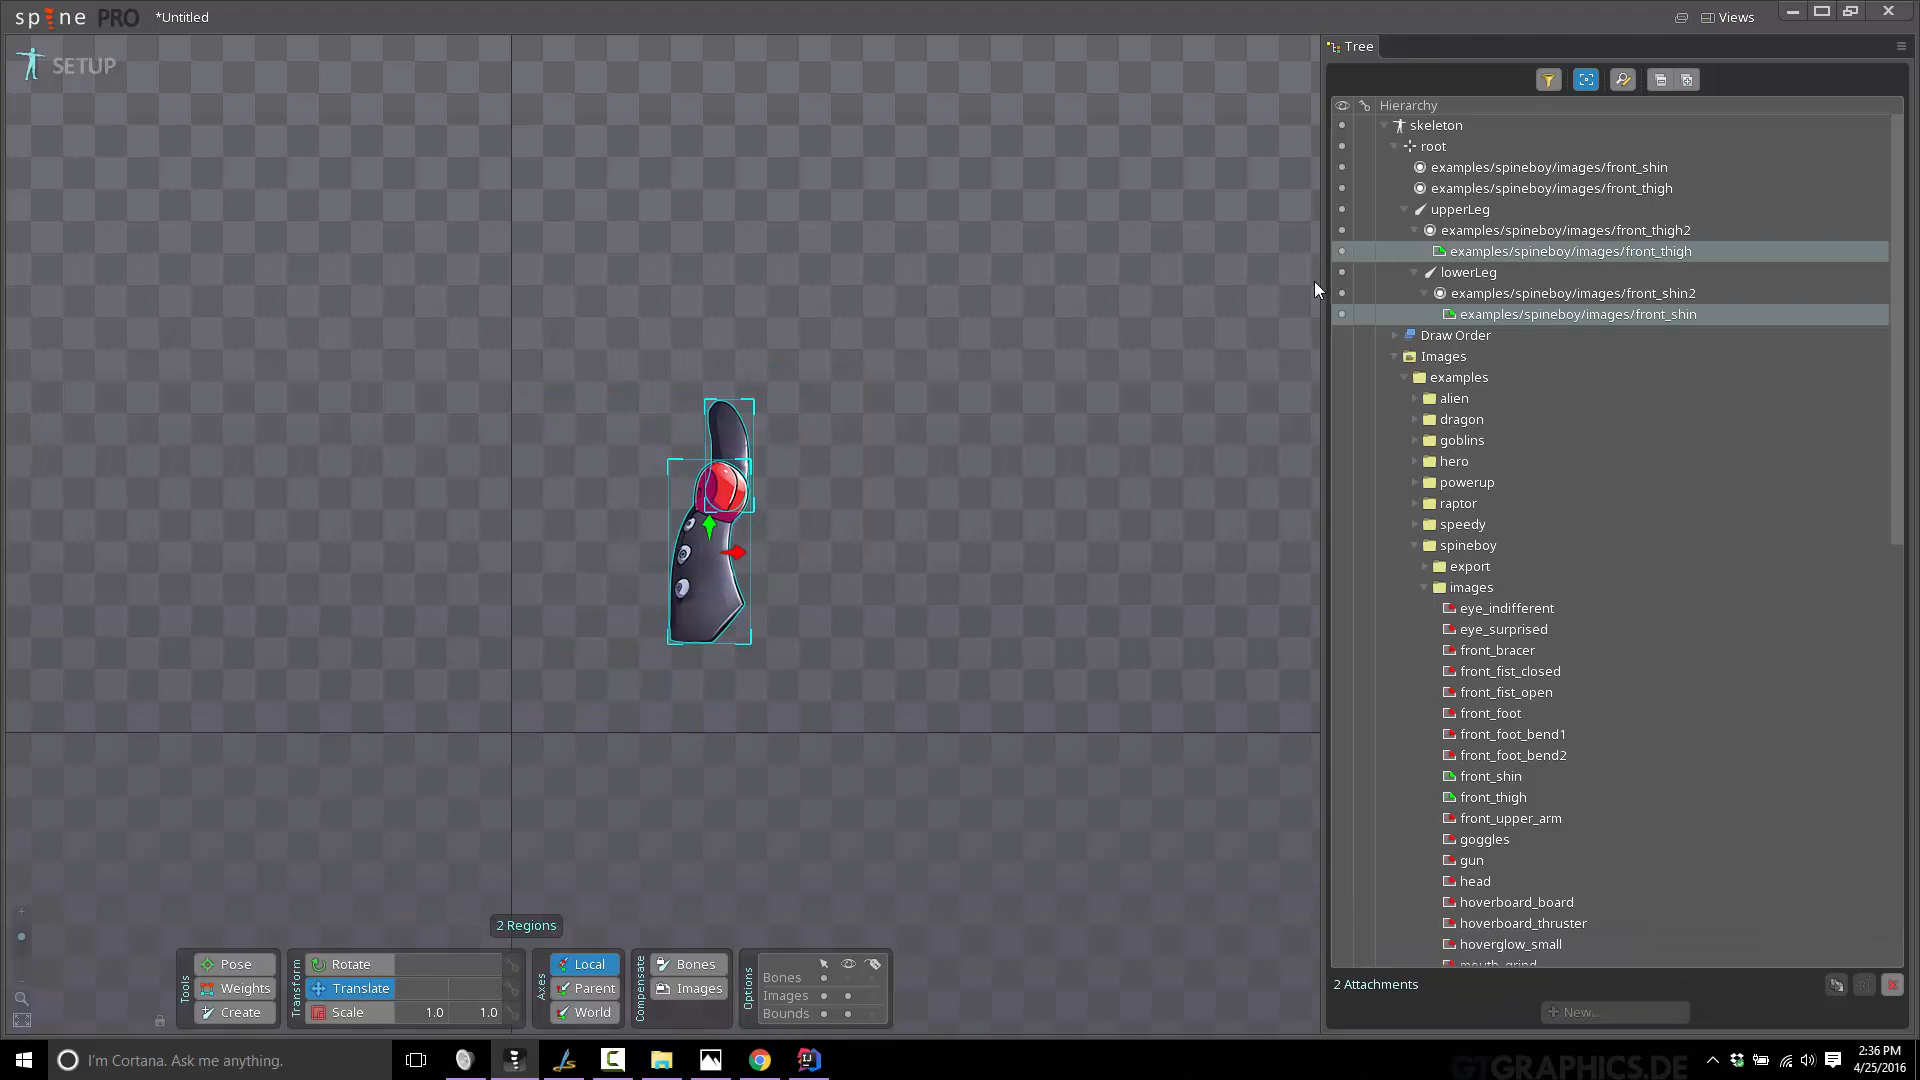 spine PRO
*Untitled
Views
SETUP
Tree
Hierarchy
skeleton
root
examples/spineboy/images/front_shin
examples/spineboy/images/front_thigh
upperLeg
examples/spineboy/images/front_thigh2
examples/spineboy/images/front_thigh
lowerLeg
examples/spineboy/images/front_shin2
examples/spineboy/images/front_shin
Draw Order
Images
examples
alien
dragon
goblins
hero
powerup
raptor
speedy
spineboy
export
images
eye_indifferent
eye_surprised
front_bracer
front_fist_closed
front_fist_open
front_foot
front_foot_bend1
front_foot_bend2
front_shin
front_thigh
front_upper_arm
goggles
gun
head
hoverboard_board
hoverboard_thruster
hoverglow_small
mouth_grind
2 Attachments
New...
2 Regions
Tools
Pose
Weights
Create
Transform
Rotate
Translate
Scale 1.0 1.0
Axes
Local
Parent
World
Compensate
Bones
Images
Options
Bones
Images
Bounds
I'm Cortana. Ask me anything.
GTGRAPHICS.DE
2:36 PM
4/25/2016